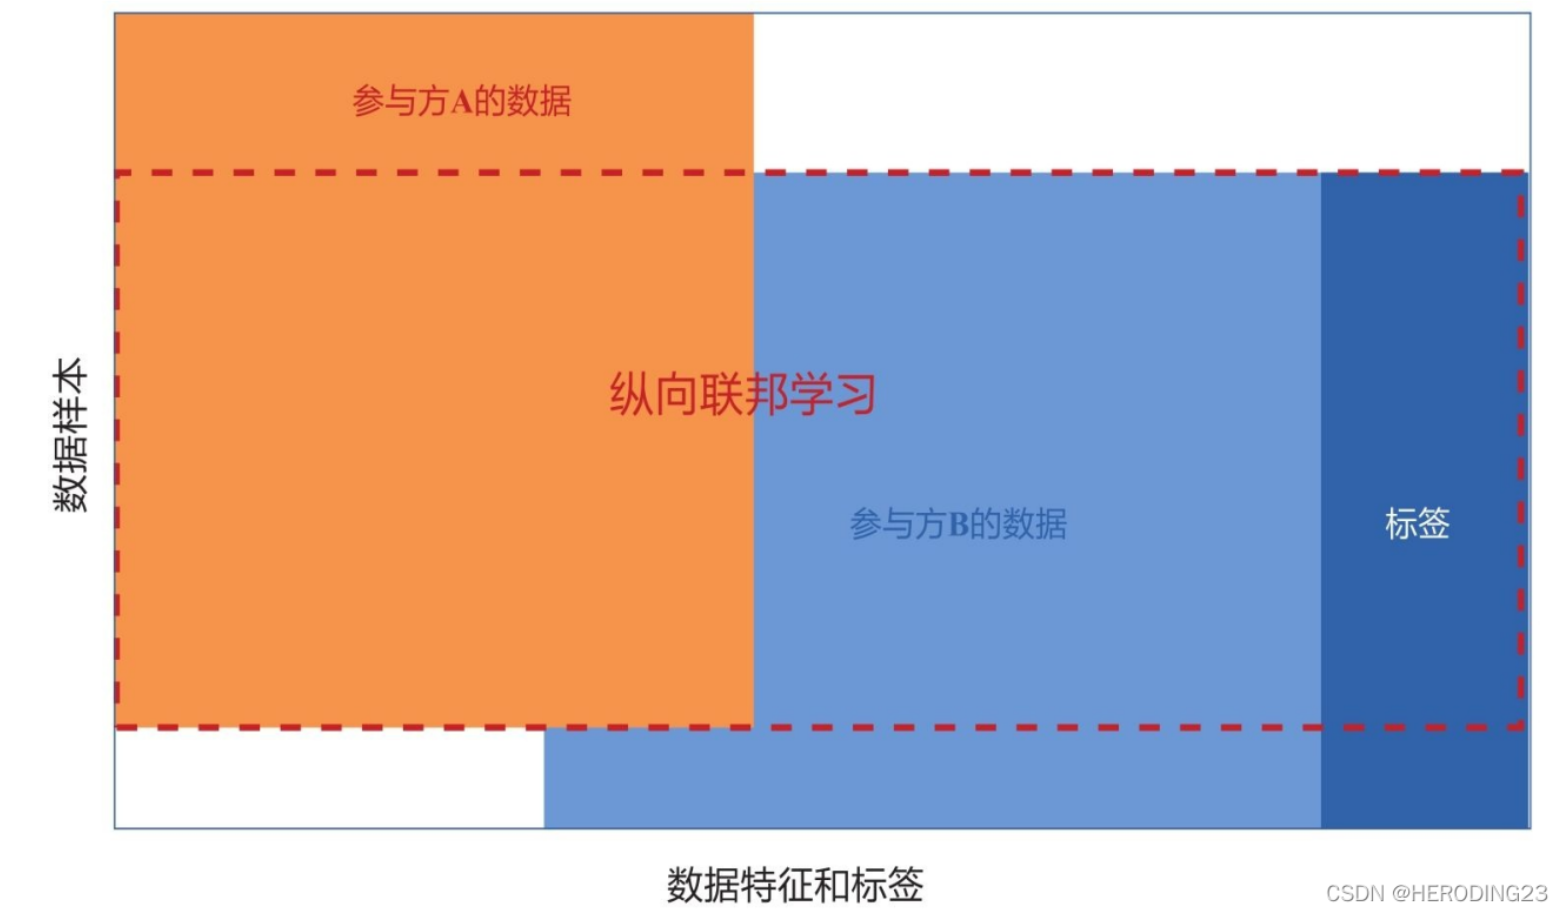 参与方A的数据
纵向联邦学习
数据样本
参与方B的数据
标签
数据特征和标签
CSDN @HERODING23